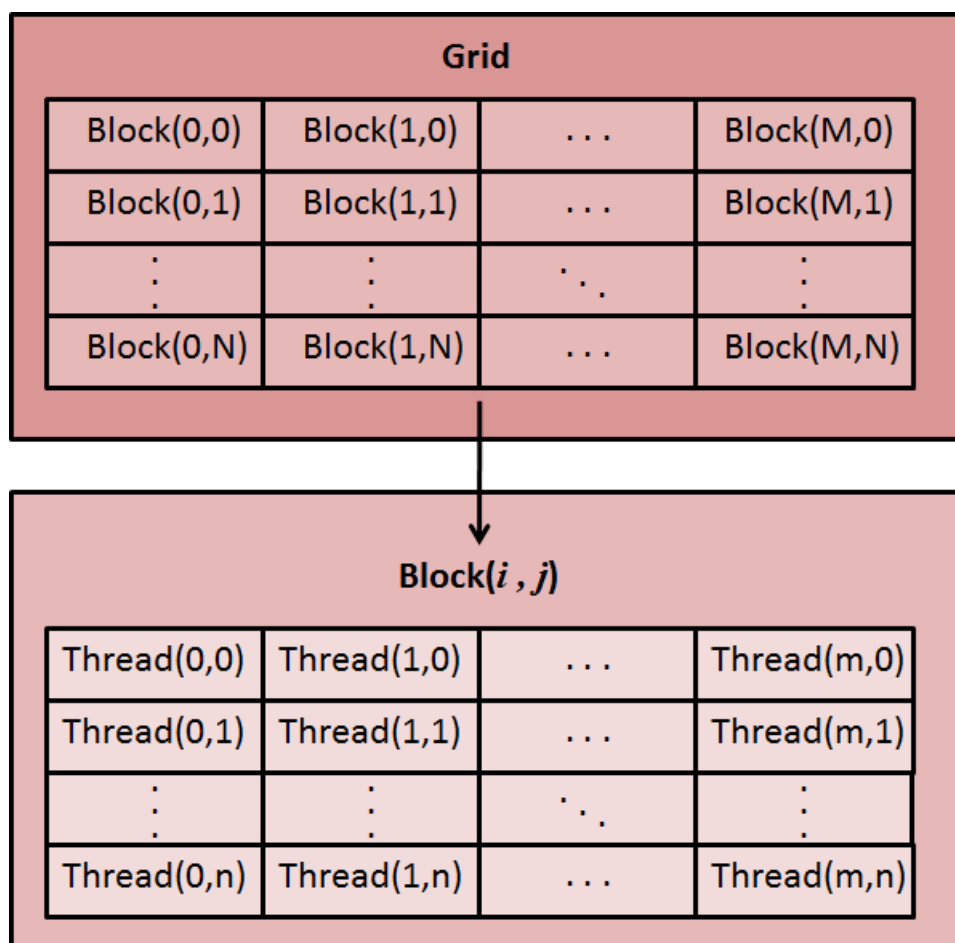 Grid
Block(0,0) Block(1,0) . . . Block(M,0)
Block(0,1) Block(1,1) . . . Block(M,1)
⋮ ⋮ ⋱ ⋮
Block(0,N) Block(1,N) . . . Block(M,N)
Block(i , j)
Thread(0,0) Thread(1,0) . . . Thread(m,0)
Thread(0,1) Thread(1,1) . . . Thread(m,1)
⋮ ⋮ ⋱ ⋮
Thread(0,n) Thread(1,n) . . . Thread(m,n)